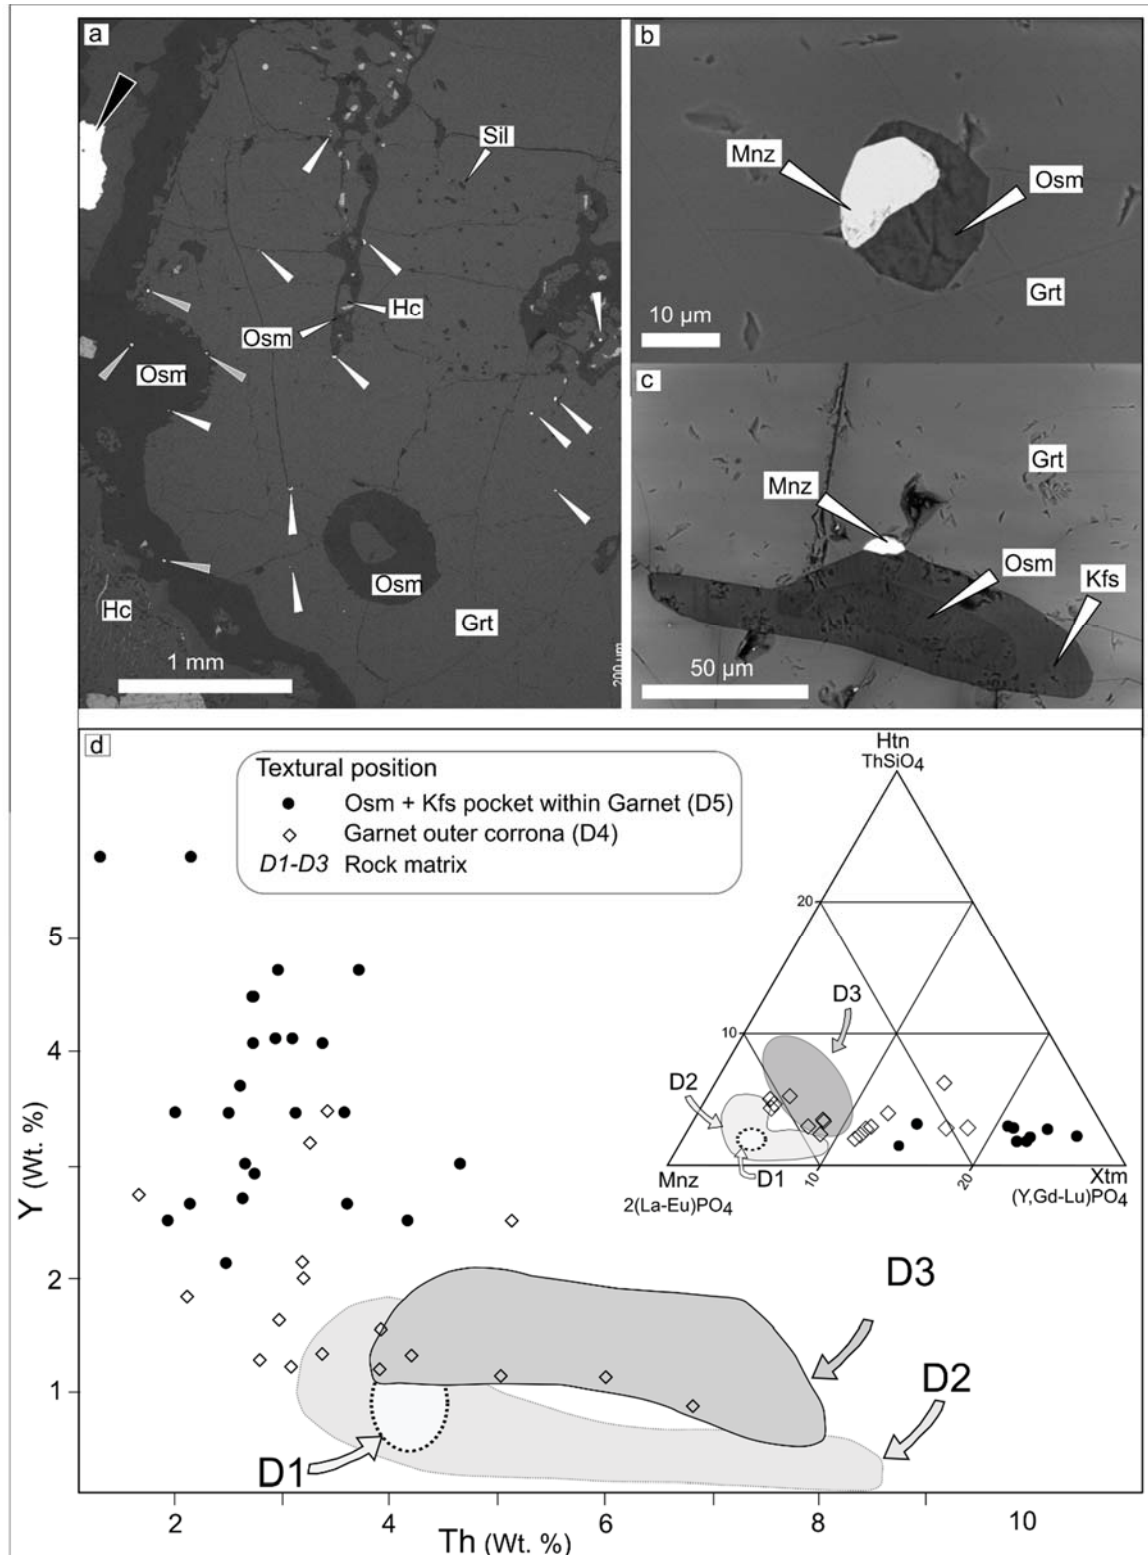 a
Sil
Hc
Osm
Osm
Osm
Hc
Grt
1 mm
200 µm
b
Mnz
Osm
Grt
10 µm
c
Grt
Mnz
Osm
Kfs
50 µm
d
Textural position
Osm + Kfs pocket within Garnet (D5)
Garnet outer corrona (D4)
D1-D3 Rock matrix
Htn
ThSiO4
20
10
D3
D2
D1
Mnz
2(La-Eu)PO4
10
20
Xtm
(Y,Gd-Lu)PO4
5
4
3
2
1
Y (Wt. %)
D3
D2
D1
2
4
6
8
10
Th (Wt. %)